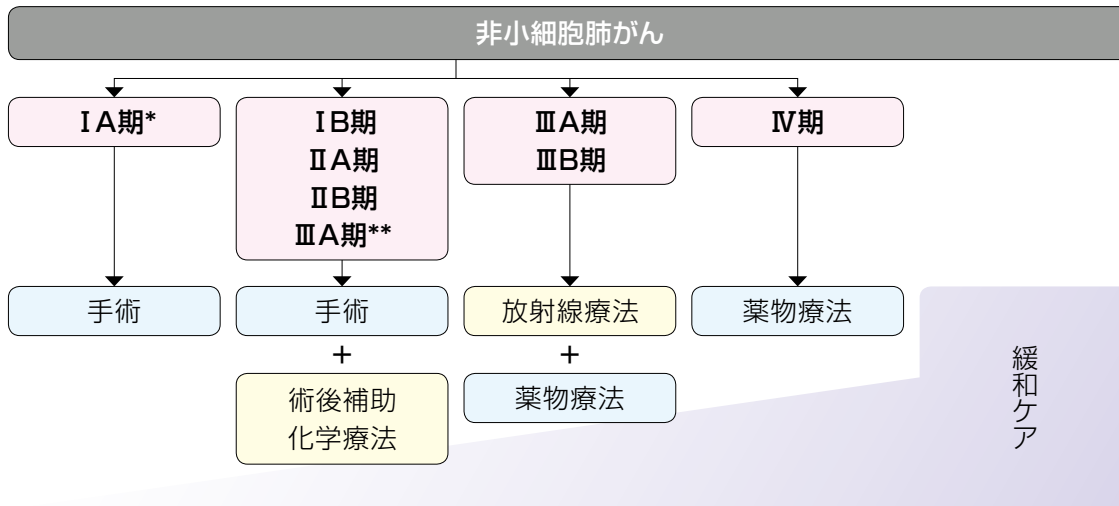 非小細胞肺がん
ⅠA期*
ⅠB期
ⅡA期
ⅡB期
ⅢA期**
ⅢA期
ⅢB期
Ⅳ期
手術
手術
+
術後補助
化学療法
放射線療法
+
薬物療法
薬物療法
緩和ケア